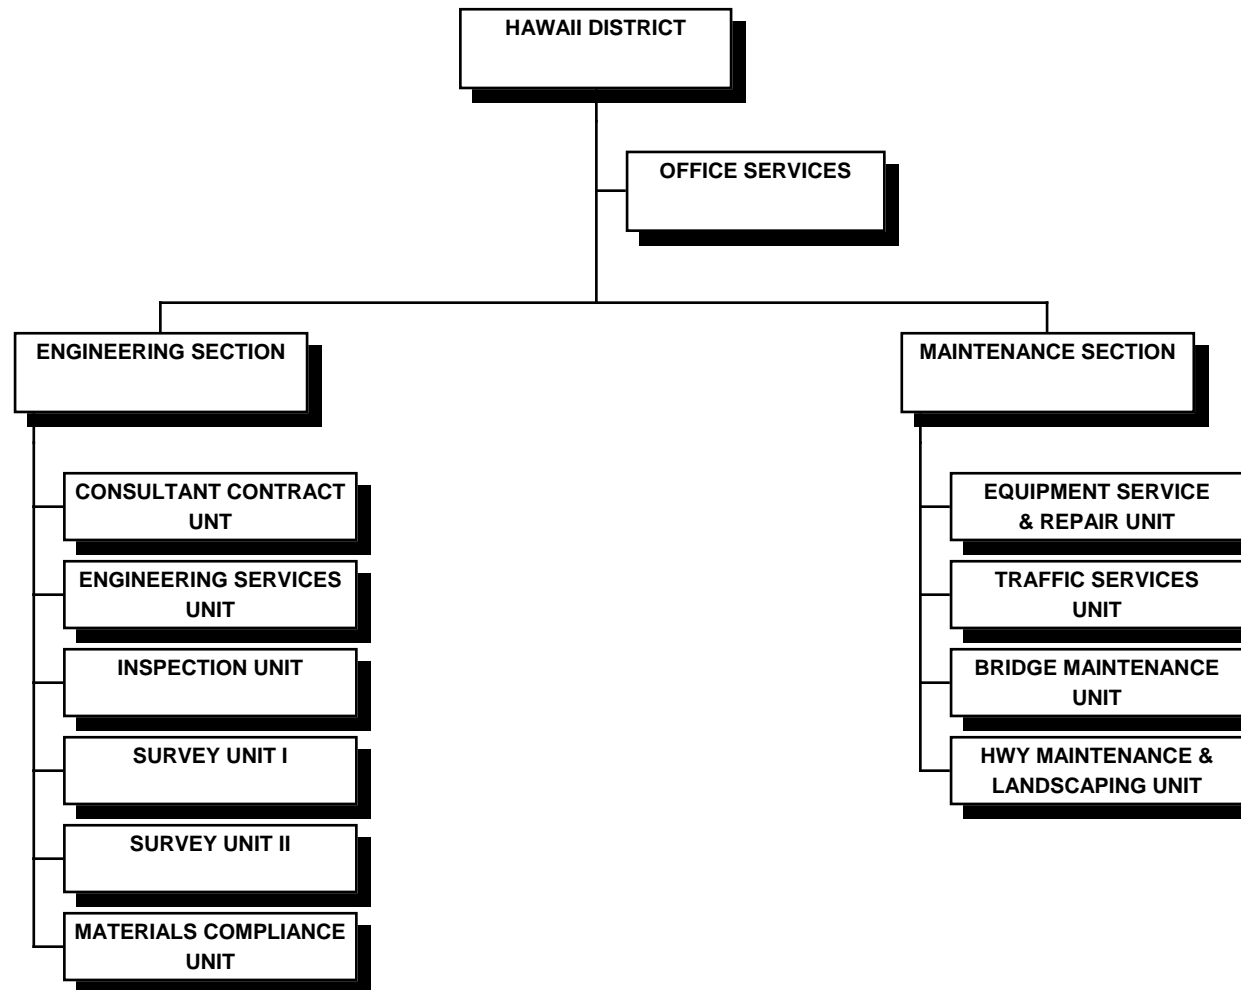 HAWAII DISTRICT
OFFICE SERVICES
ENGINEERING SECTION
MAINTENANCE SECTION
CONSULTANT CONTRACT
UNT
ENGINEERING SERVICES
UNIT
INSPECTION UNIT
SURVEY UNIT I
SURVEY UNIT II
MATERIALS COMPLIANCE
UNIT
EQUIPMENT SERVICE
& REPAIR UNIT
TRAFFIC SERVICES
UNIT
BRIDGE MAINTENANCE
UNIT
HWY MAINTENANCE &
LANDSCAPING UNIT